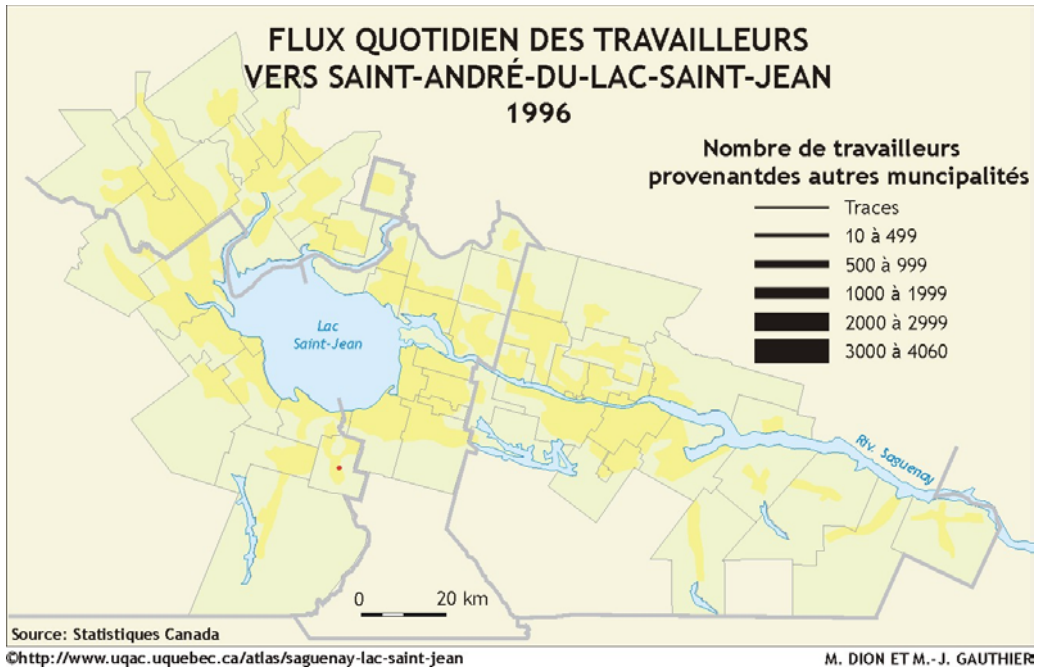 FLUX QUOTIDIEN DES TRAVAILLEURS
VERS SAINT-ANDRÉ-DU-LAC-SAINT-JEAN
1996
Nombre de travailleurs
provenantdes autres muncipalités
Traces
10 à 499
500 à 999
1000 à 1999
2000 à 2999
3000 à 4060
Lac
Saint-Jean
Riv. Saguenay
0 20 km
Source: Statistiques Canada
©http://www.uqac.uquebec.ca/atlas/saguenay-lac-saint-jean
M. DION ET M.-J. GAUTHIER